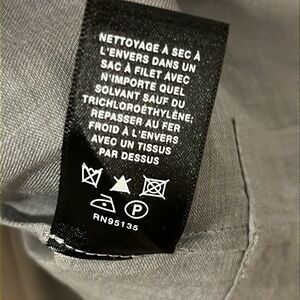 NETTOYAGE À SEC À
L'ENVERS DANS UN
SAC À FILET AVEC
N'IMPORTE QUEL
SOLVANT SAUF DU
TRICHLOROÉTHYLÈNE;
REPASSER AU FER
FROID À L'ENVERS
AVEC UN TISSUS
PAR DESSUS
P
RN95135